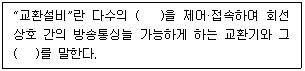 “교환설비”란 다수의 (    )을 제어·접속하여 회선
상호 간의 방송통싱늘 가능하게 하는 교환기와 그
(    )를 말한다.